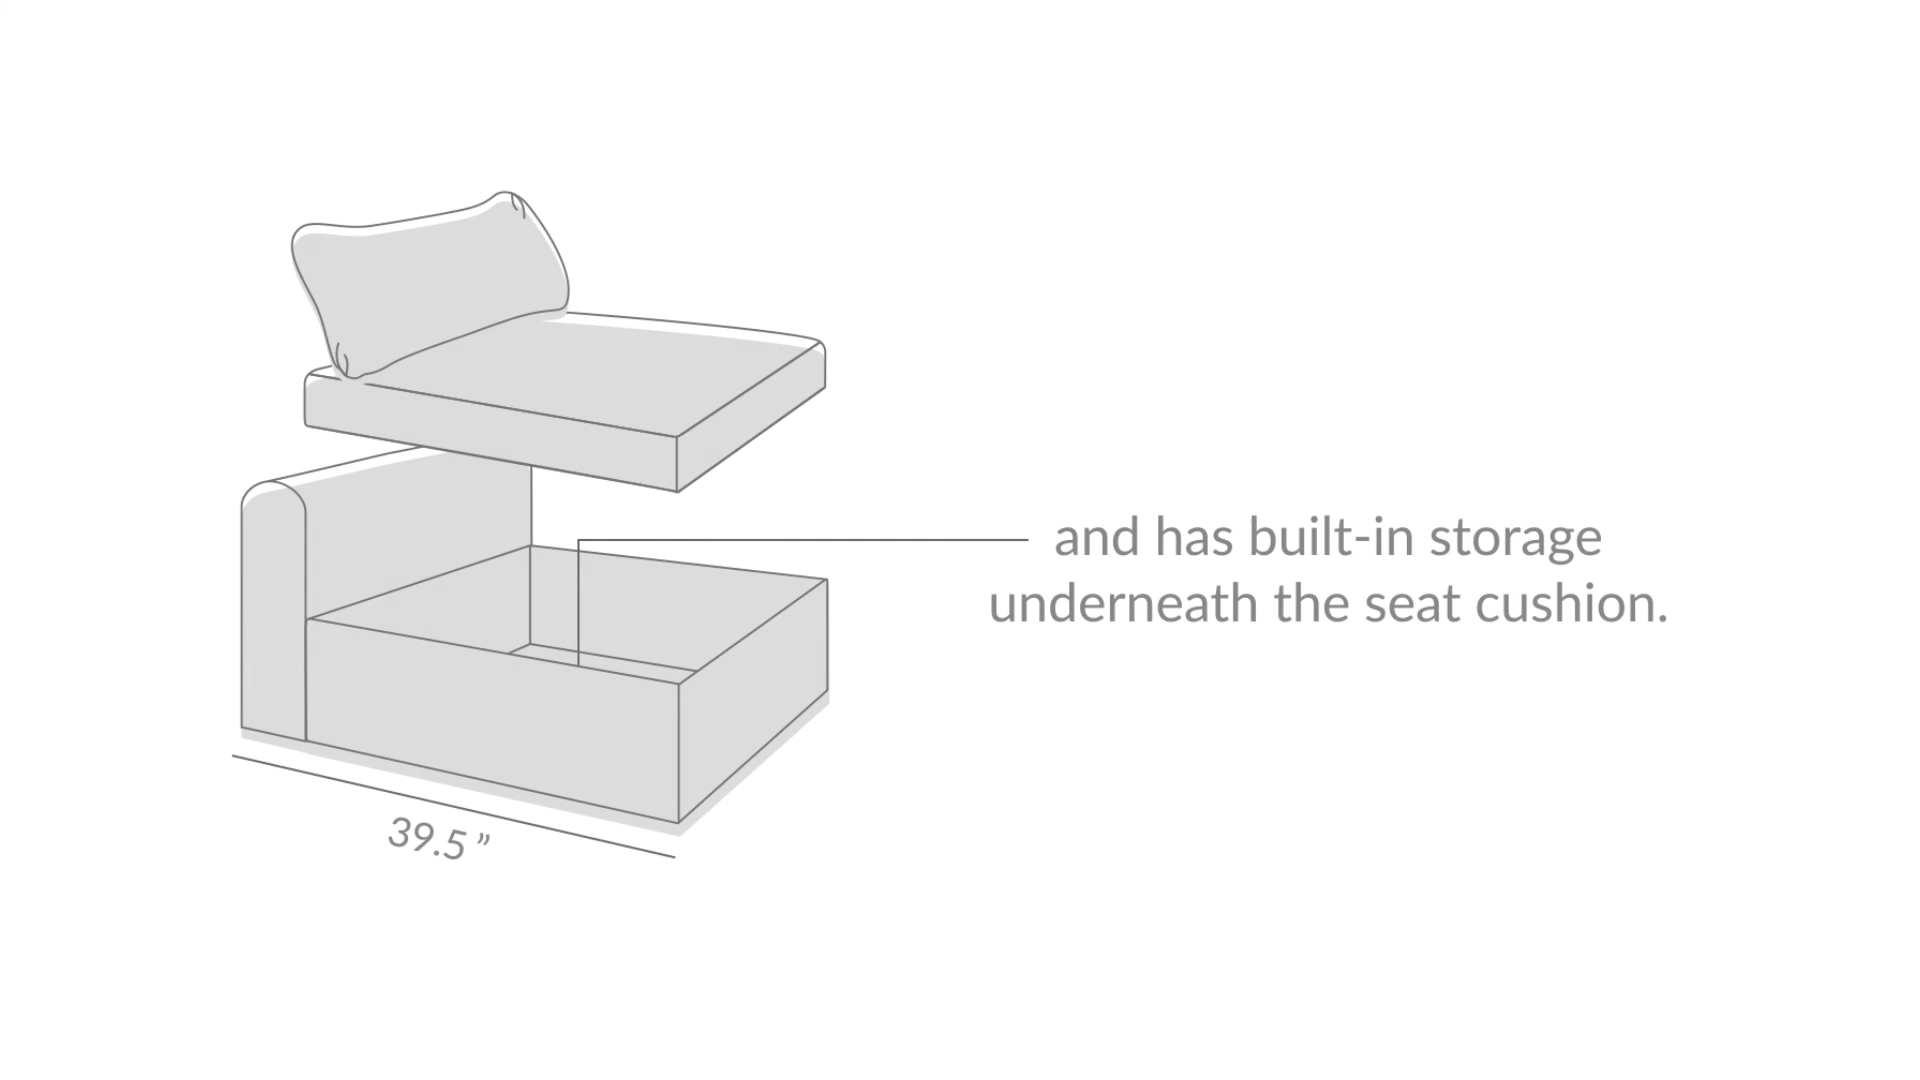 and has built-in storage
underneath the seat cushion.
39.5 ”